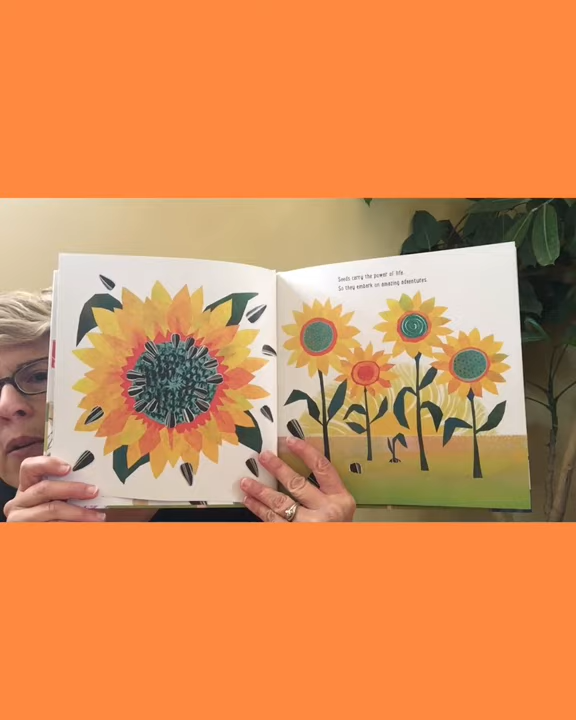 Seeds carry the power of life.
So they embark on amazing adventures.